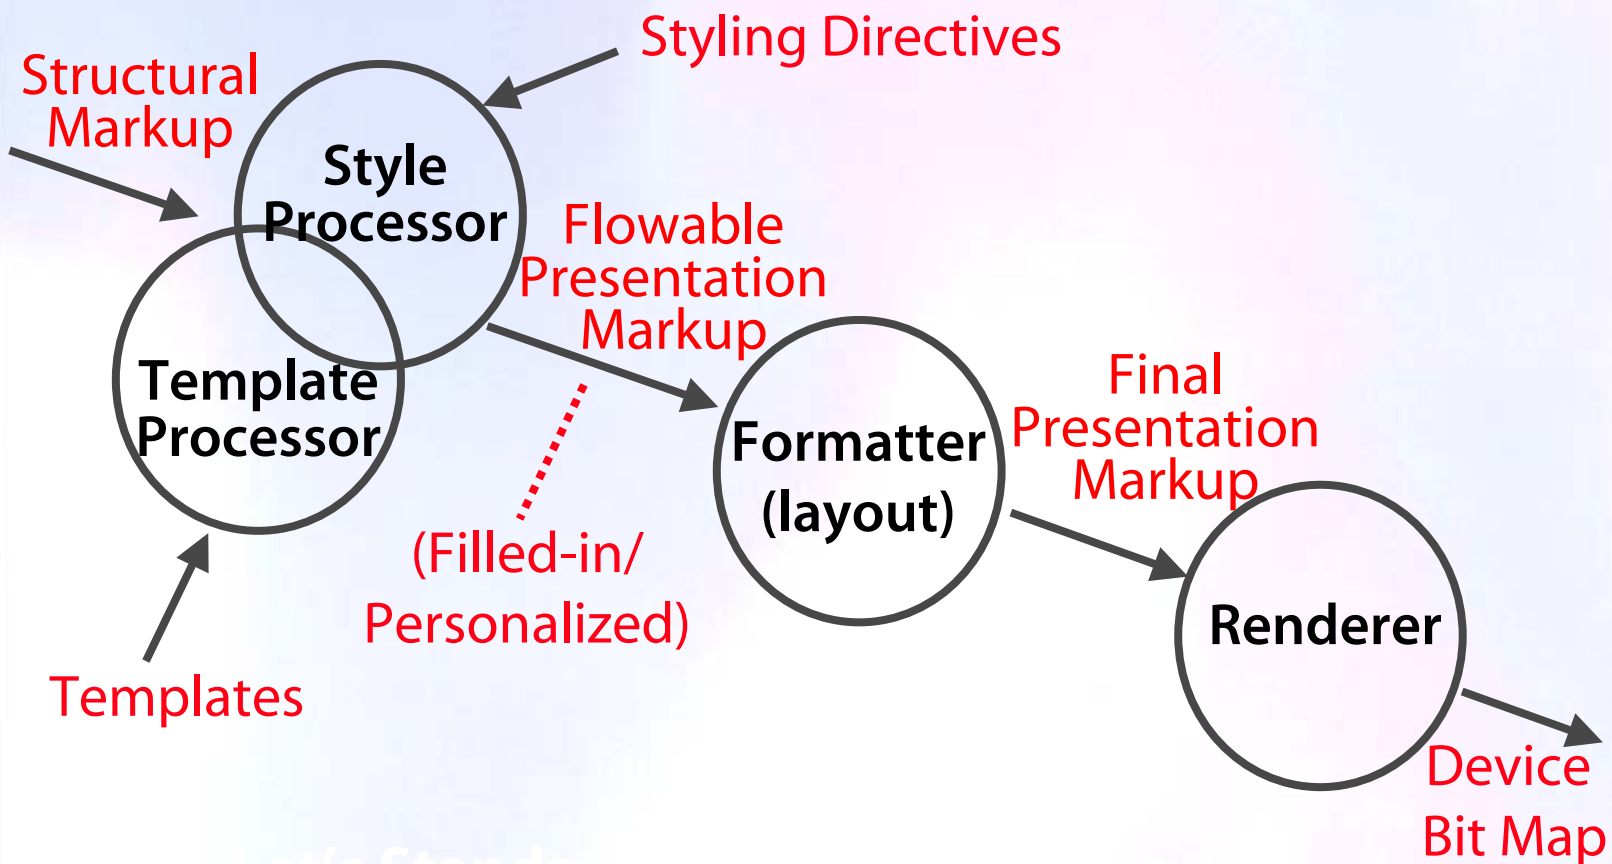 Styling Directives
Structural
Markup
Style
Processor
Flowable
Presentation
Markup
Template
Processor
Final
Presentation
Markup
Formatter
(layout)
(Filled-in/
Personalized)
Renderer
Templates
Device
Bit Map
Let's